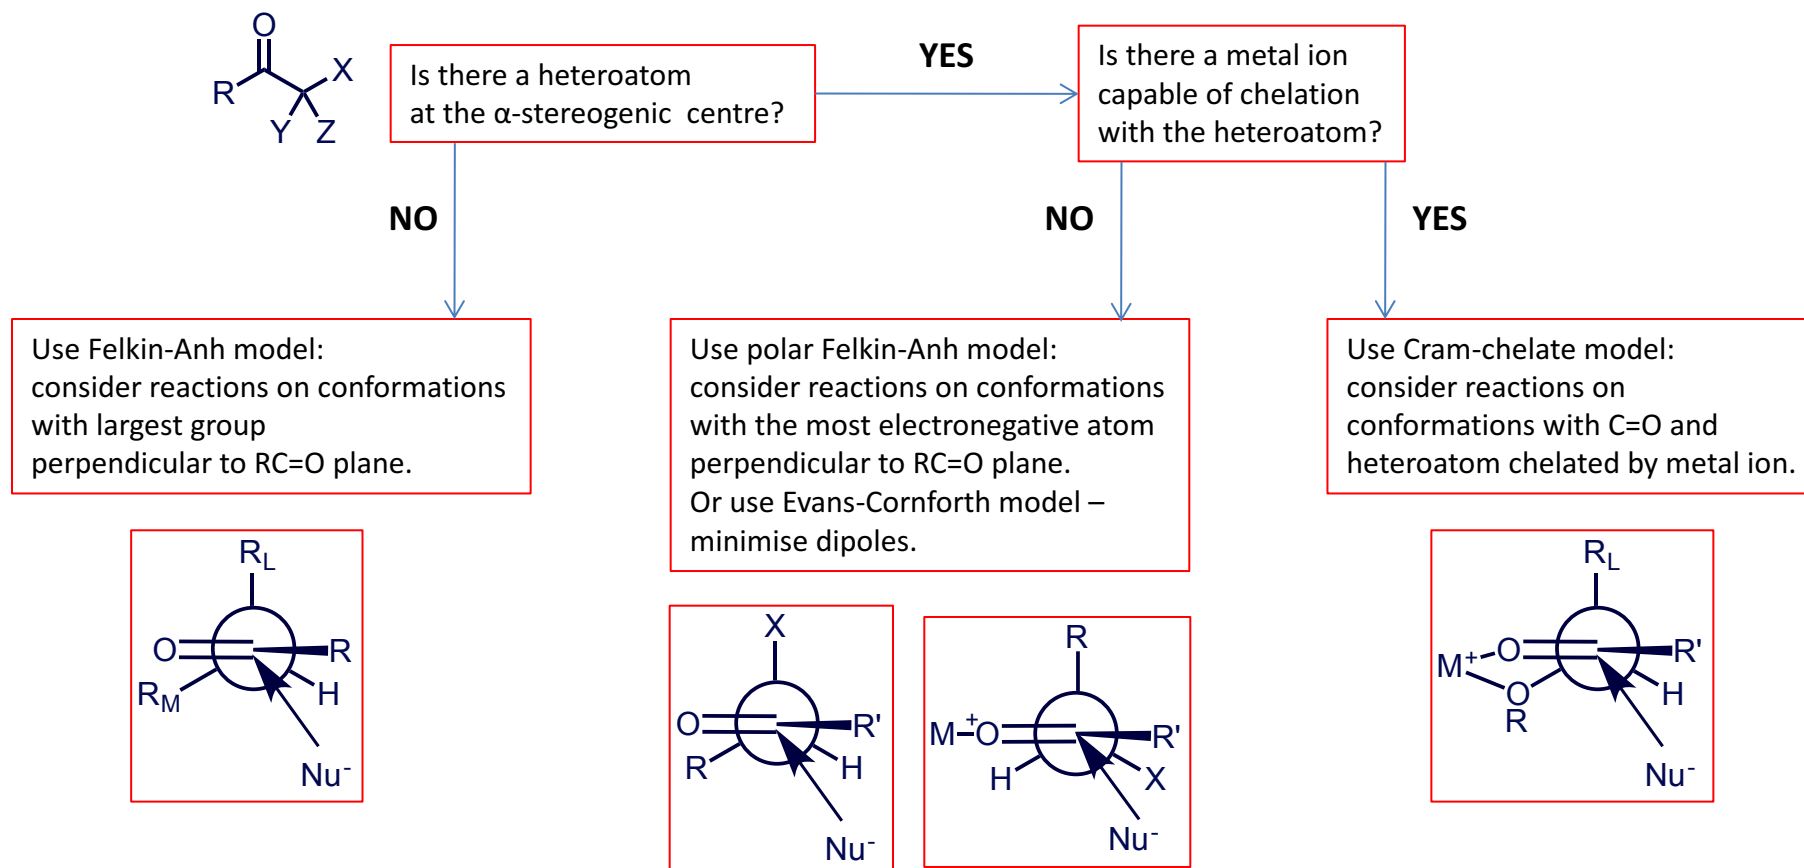 O
R
X
Y
Z
Is there a heteroatom
at the α-stereogenic centre?
YES
Is there a metal ion
capable of chelation
with the heteroatom?
NO
NO
YES
Use Felkin-Anh model:
consider reactions on conformations
with largest group
perpendicular to RC=O plane.
Use polar Felkin-Anh model:
consider reactions on conformations
with the most electronegative atom
perpendicular to RC=O plane.
Or use Evans-Cornforth model –
minimise dipoles.
Use Cram-chelate model:
consider reactions on
conformations with C=O and
heteroatom chelated by metal ion.
RL
O
R
RM
H
Nu-
X
O
R'
R
H
Nu-
R
M
+
O
R'
H
X
Nu-
RL
M+
O
R'
O
R
H
Nu-